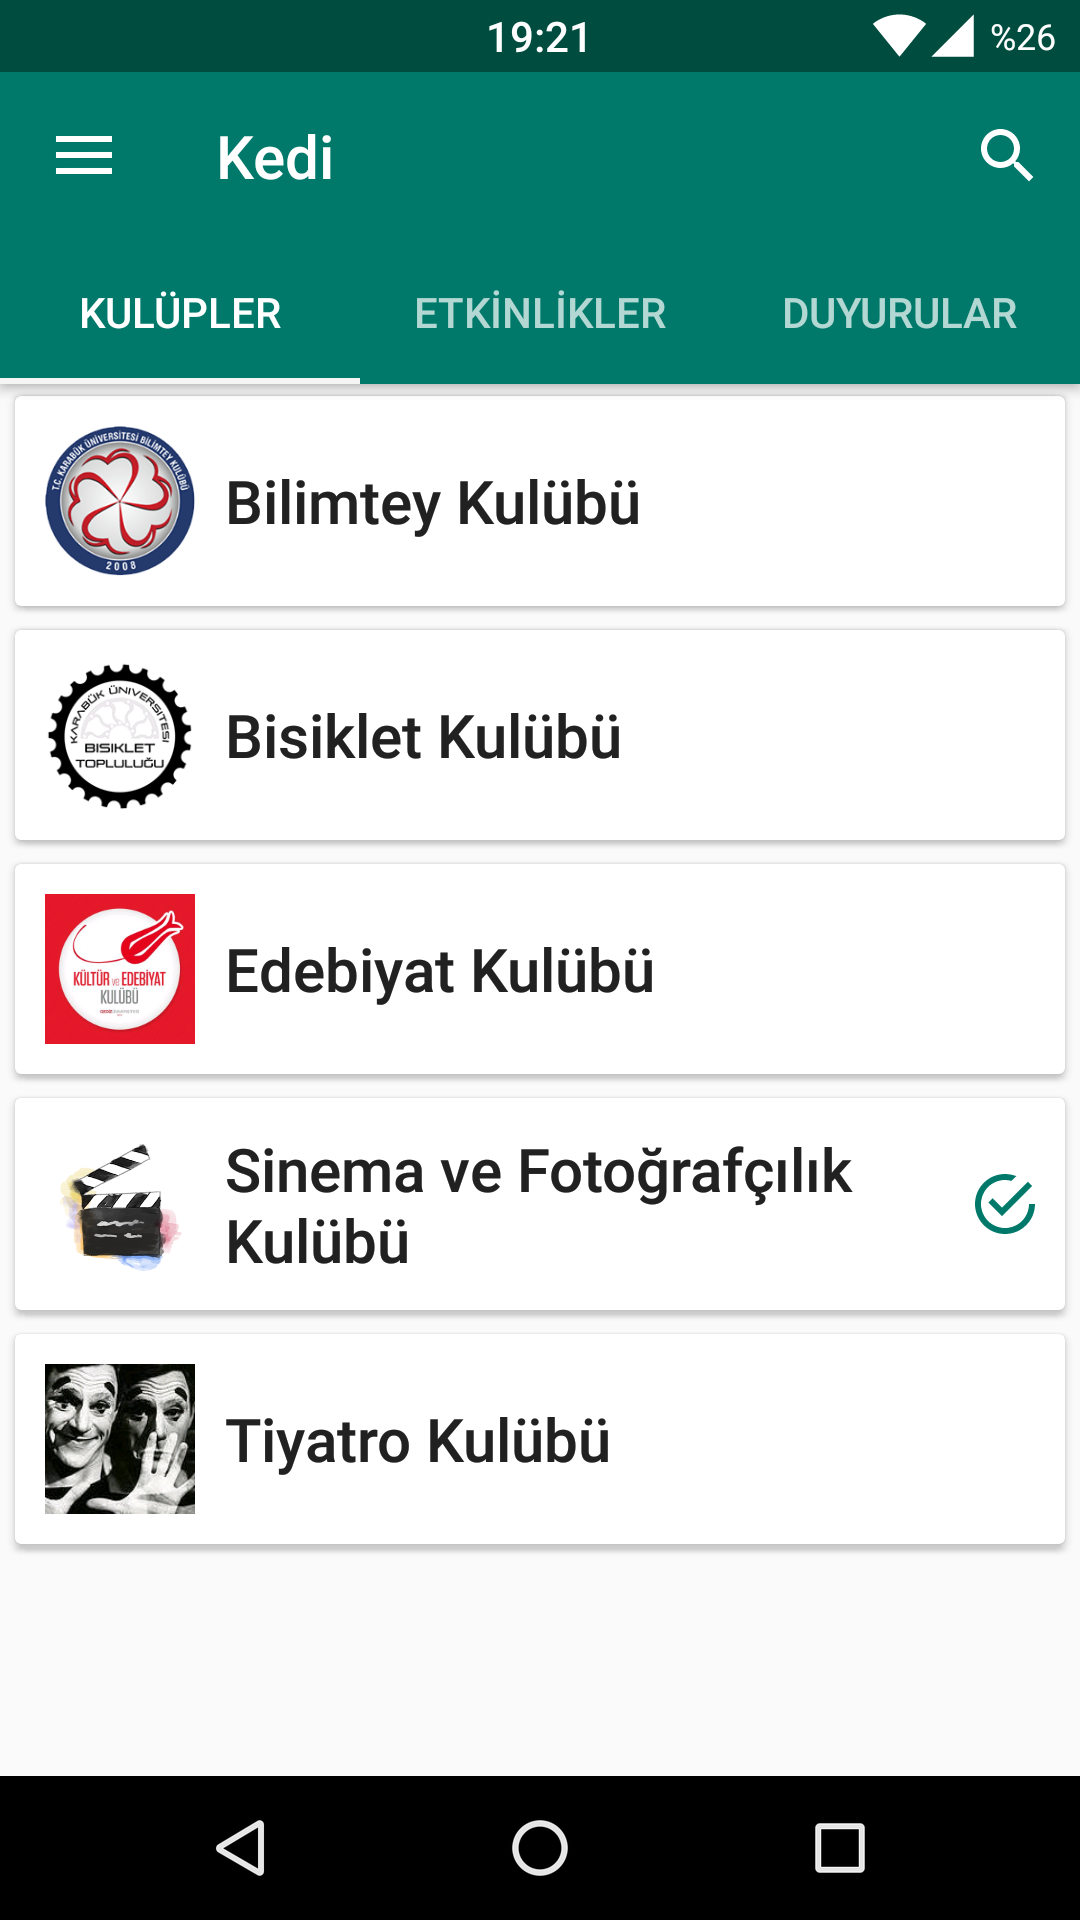 19:21 %26
Kedi
KULÜPLER ETKİNLİKLER DUYURULAR
T.C. KARABÜK ÜNİVERSİTESİ BİLİMTEY KULÜBÜ
2008
Bilimtey Kulübü
KARABÜK ÜNİVERSİTESİ
BISIKLET
TOPLULUĞU
Bisiklet Kulübü
KÜLTÜR VE EDEBİYAT
KULÜBÜ
Edebiyat Kulübü
Sinema ve Fotoğrafçılık
Kulübü
Tiyatro Kulübü